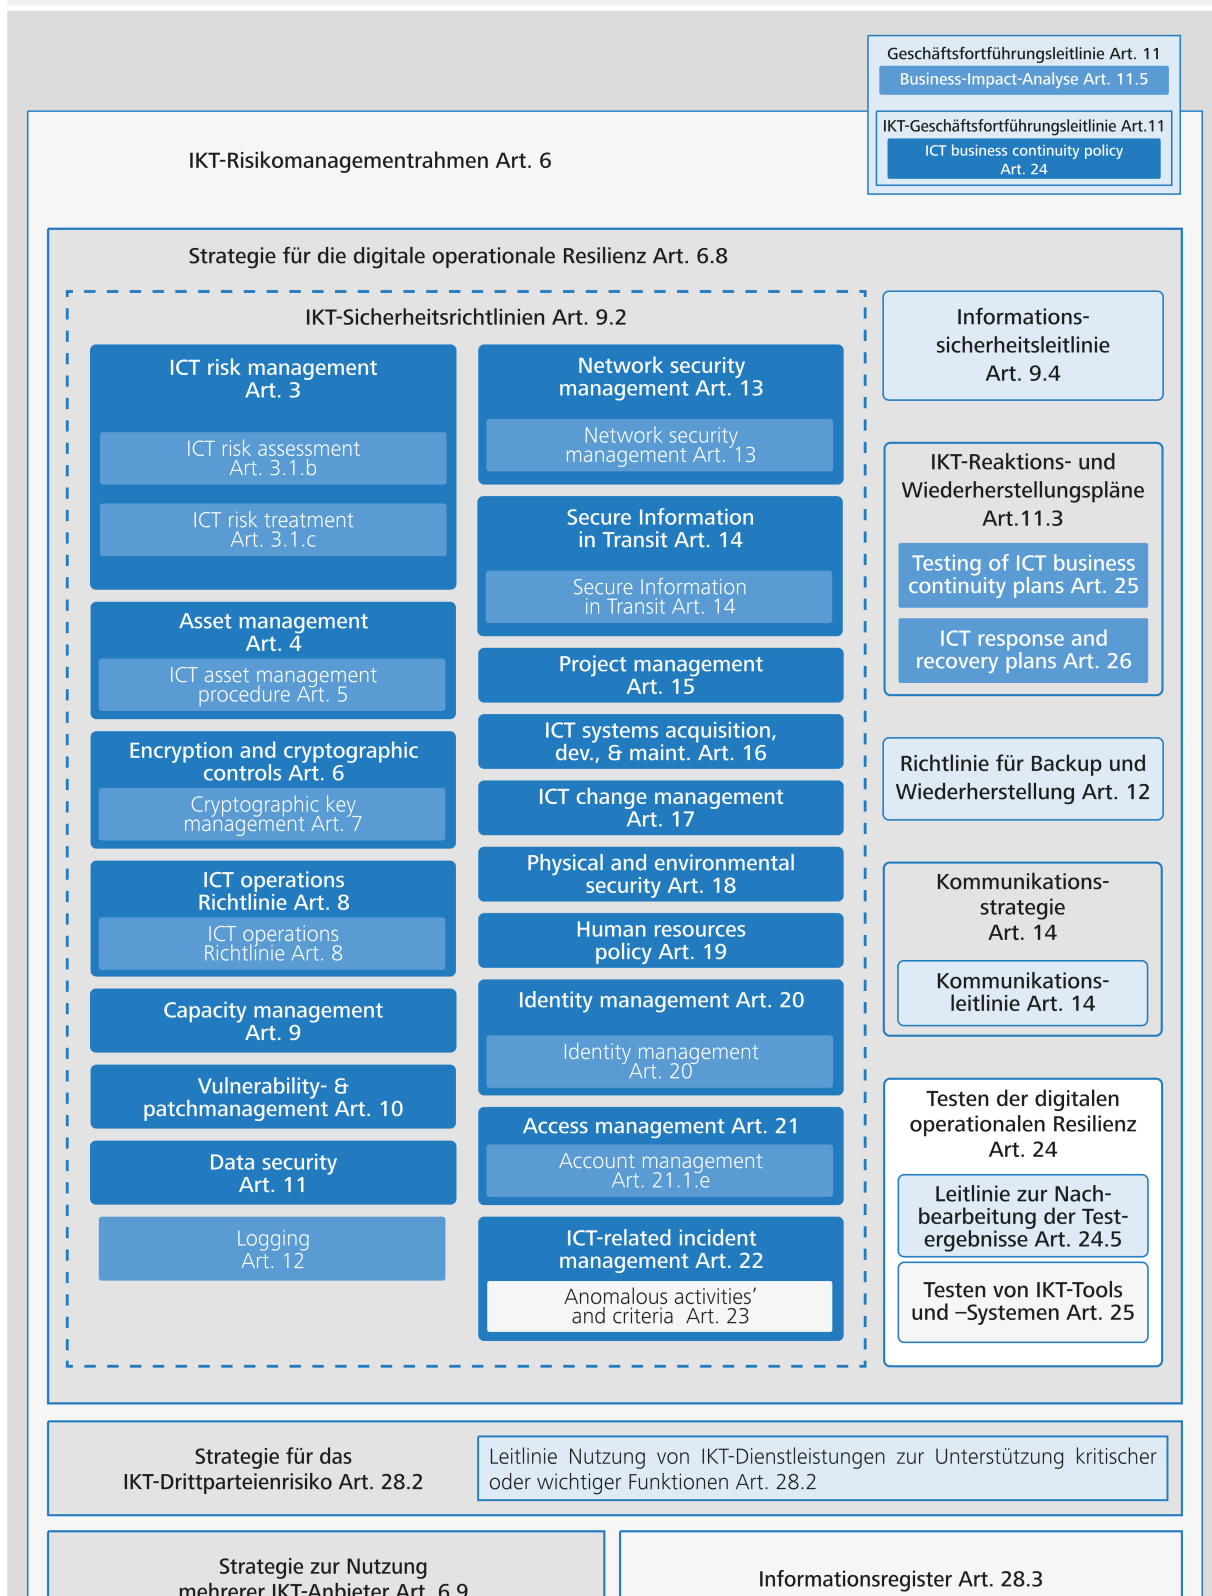 Geschäftsfortführungsleitlinie Art. 11
Business-Impact-Analyse Art. 11.5
IKT-Geschäftsfortführungsleitlinie Art.11
ICT business continuity policy
Art. 24
IKT-Risikomanagementrahmen Art. 6
Strategie für die digitale operationale Resilienz Art. 6.8
IKT-Sicherheitsrichtlinien Art. 9.2
ICT risk management
Art. 3
ICT risk assessment
Art. 3.1.b
ICT risk treatment
Art. 3.1.c
Asset management
Art. 4
ICT asset management
procedure Art. 5
Encryption and cryptographic
controls Art. 6
Cryptographic key
management Art. 7
ICT operations
Richtlinie Art. 8
ICT operations
Richtlinie Art. 8
Capacity management
Art. 9
Vulnerability- &
patchmanagement Art. 10
Data security
Art. 11
Logging
Art. 12
Network security
management Art. 13
Network security
management Art. 13
Secure Information
in Transit Art. 14
Secure Information
in Transit Art. 14
Project management
Art. 15
ICT systems acquisition,
dev., & maint. Art. 16
ICT change management
Art. 17
Physical and environmental
security Art. 18
Human resources
policy Art. 19
Identity management Art. 20
Identity management
Art. 20
Access management Art. 21
Account management
Art. 21.1.e
ICT-related incident
management Art. 22
Anomalous activities’
and criteria Art. 23
Informations-
sicherheitsleitlinie
Art. 9.4
IKT-Reaktions- und
Wiederherstellungspläne
Art.11.3
Testing of ICT business
continuity plans Art. 25
ICT response and
recovery plans Art. 26
Richtlinie für Backup und
Wiederherstellung Art. 12
Kommunikations-
strategie
Art. 14
Kommunikations-
leitlinie Art. 14
Testen der digitalen
operationalen Resilienz
Art. 24
Leitlinie zur Nach-
bearbeitung der Test-
ergebnisse Art. 24.5
Testen von IKT-Tools
und –Systemen Art. 25
Strategie für das
IKT-Drittparteienrisiko Art. 28.2
Leitlinie Nutzung von IKT-Dienstleistungen zur Unterstützung kritischer
oder wichtiger Funktionen Art. 28.2
Strategie zur Nutzung
mehrerer IKT-Anbieter Art. 6.9
Informationsregister Art. 28.3